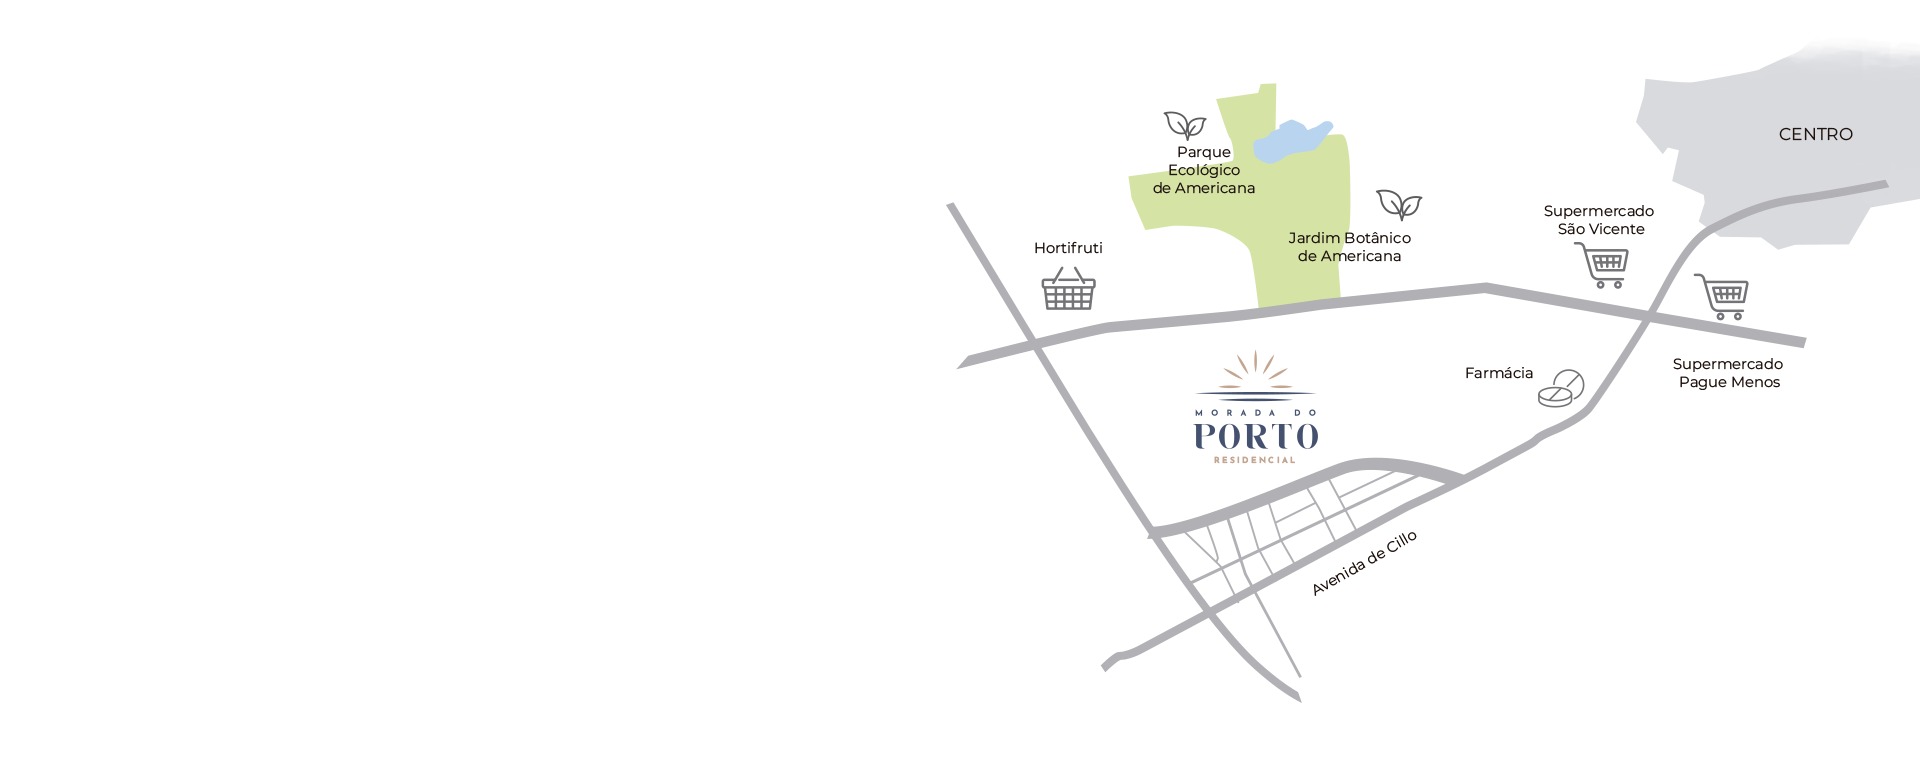 CENTRO
Parque
Ecológico
de Americana
Jardim Botânico
de Americana
Supermercado
São Vicente
Hortifruti
Supermercado
Pague Menos
Farmácia
MORADA DO
PORTO
RESIDENCIAL
Avenida de Cillo